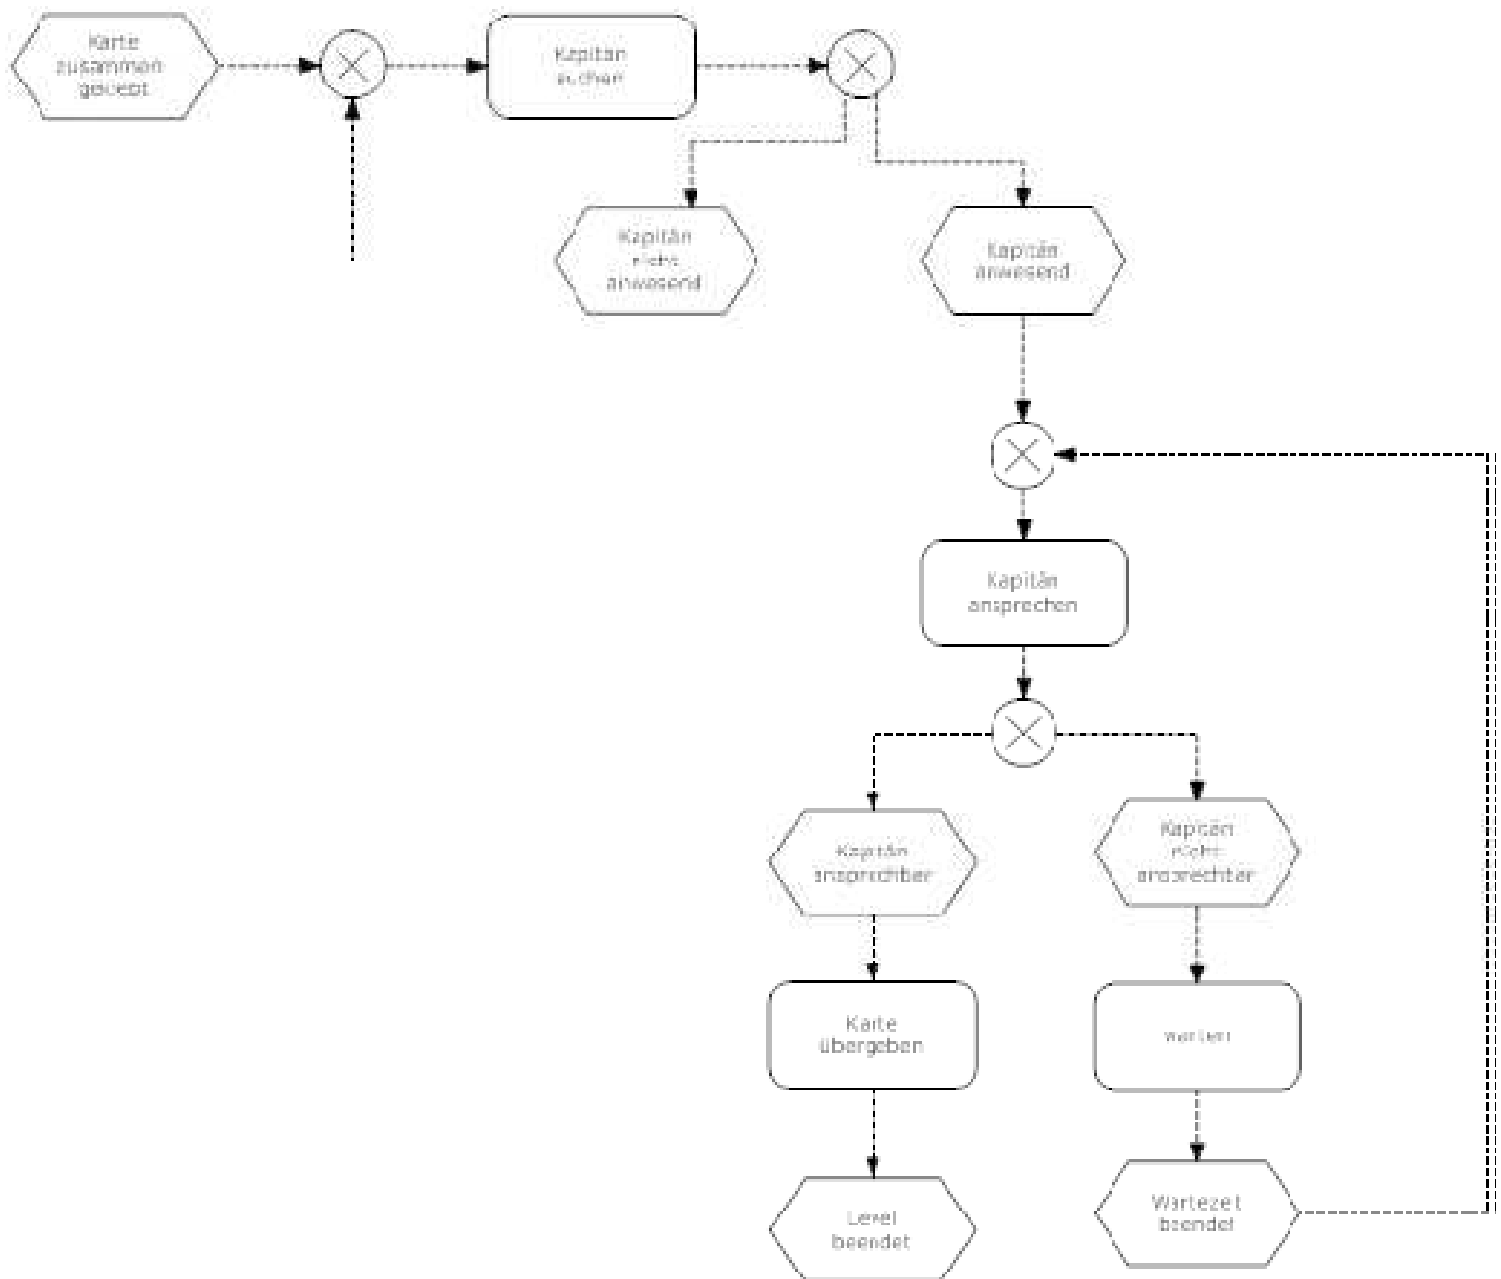 Karte
zusammen
geklebt
Kapitän
suchen
Kapitän
nicht
anwesend
Kapitän
anwesend
Kapitän
ansprechen
Kapitän
ansprechbar
Kapitän
nicht
ansprechbar
Karte
übergeben
warten
Level
beendet
Wartezeit
beendet